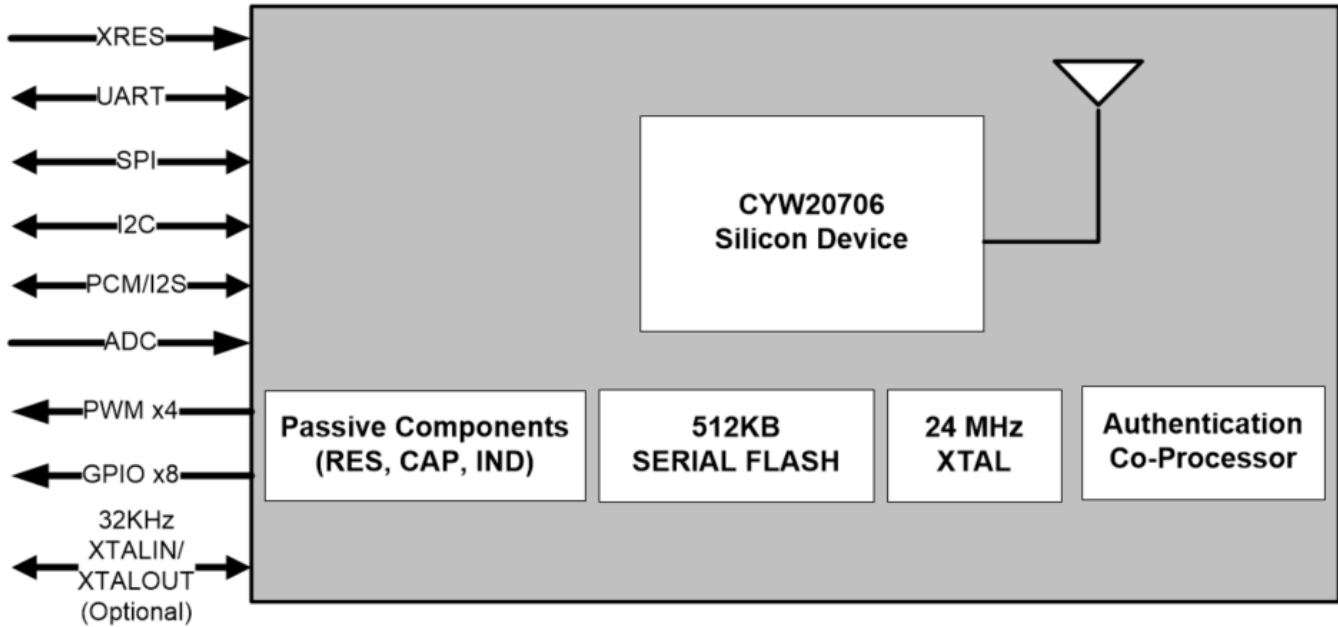 XRES
UART
SPI
I2C
PCM/I2S
ADC
PWM x4
GPIO x8
32KHz
XTALIN/
XTALOUT
(Optional)
CYW20706
Silicon Device
Passive Components
(RES, CAP, IND)
512KB
SERIAL FLASH
24 MHz
XTAL
Authentication
Co-Processor